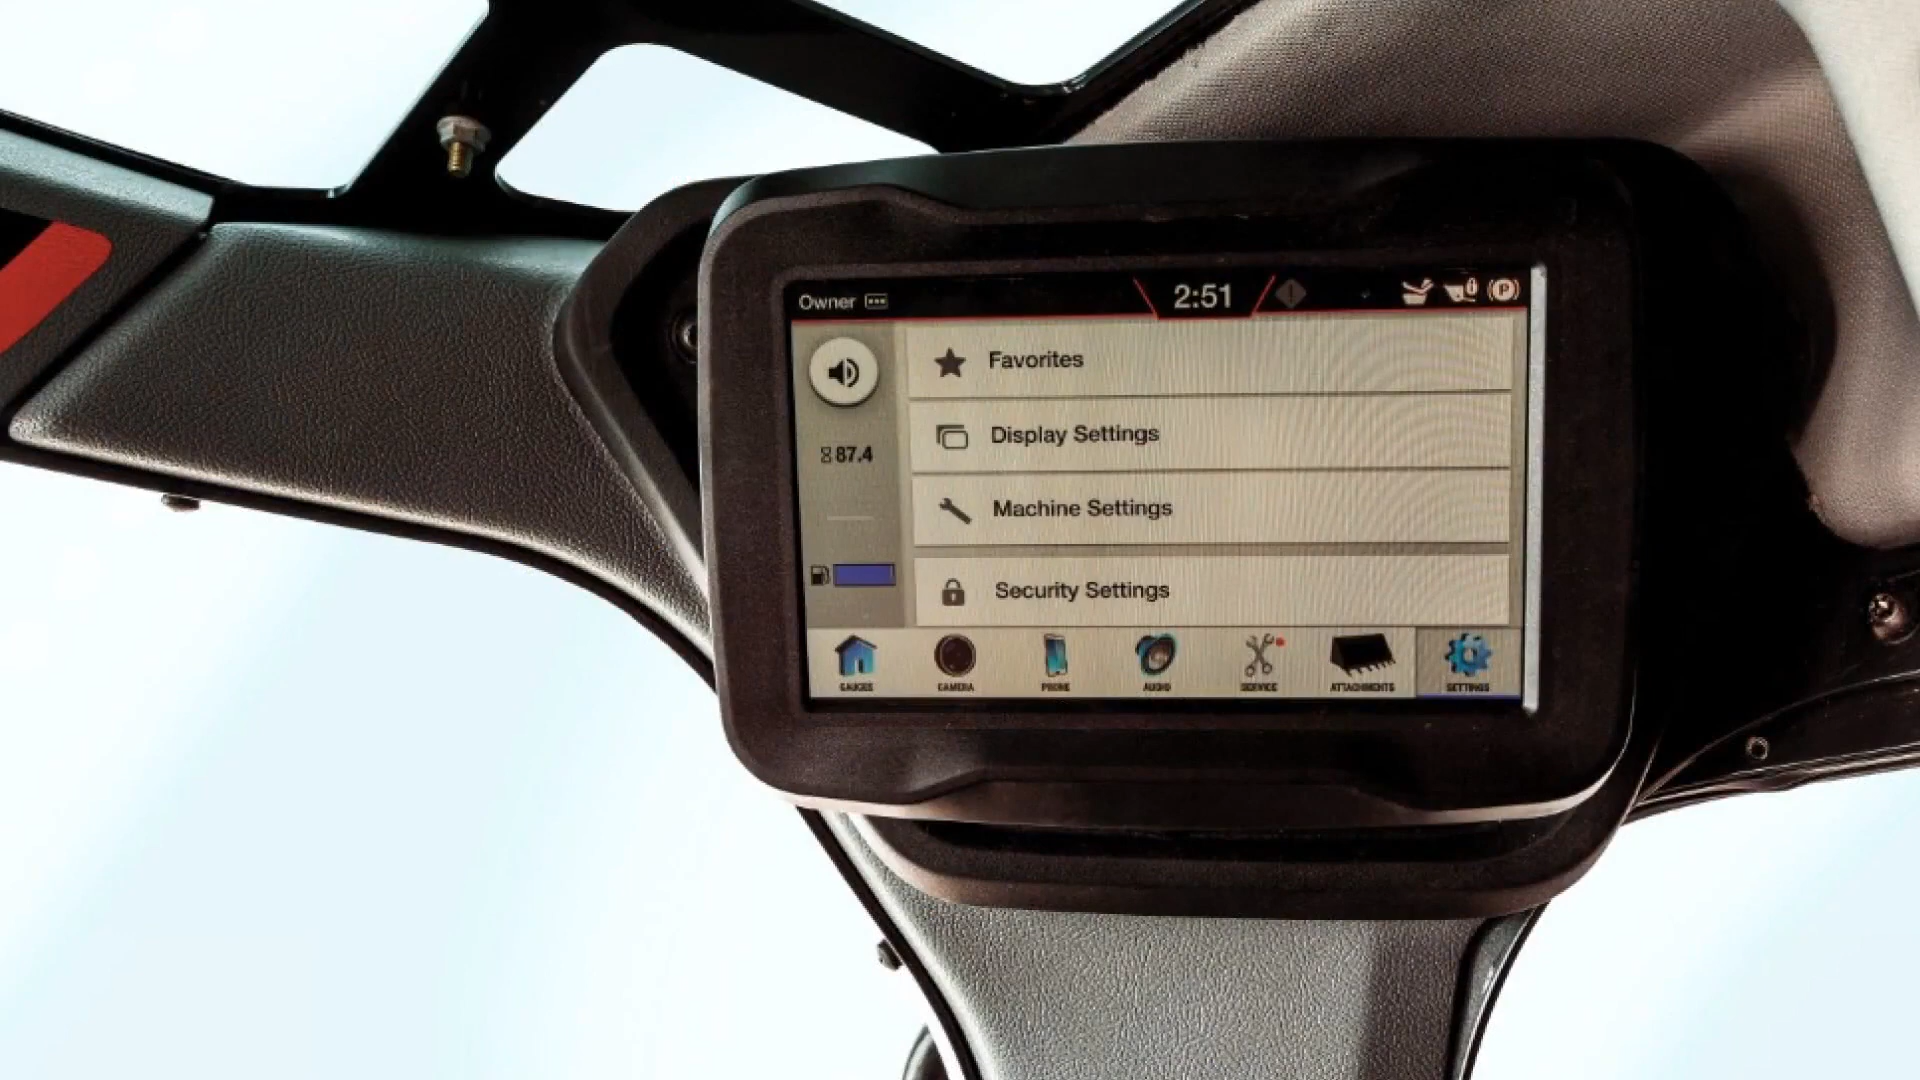 Owner
2:51
P
Favorites
Display Settings
87.4
Machine Settings
Security Settings
GAUGES
CAMERA
PHONE
AUDIO
SERVICE
ATTACHMENTS
SETTINGS